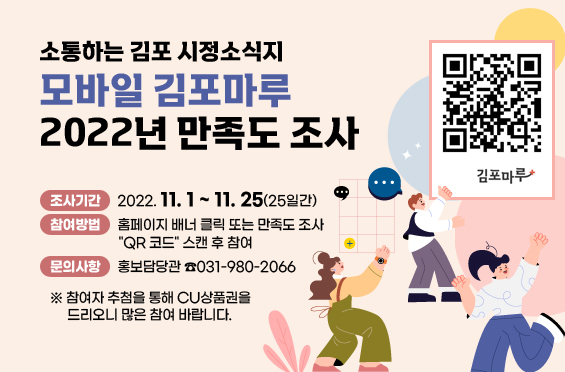 소통하는 김포 시정소식지
모바일 김포마루
2022년 만족도 조사
조사기간 2022. 11. 1 ~ 11. 25(25일간)
참여방법 홈페이지 배너 클릭 또는 만족도 조사
"QR 코드" 스캔 후 참여
문의사항 홍보담당관 ☎031-980-2066
※ 참여자 추첨을 통해 CU상품권을
드리오니 많은 참여 바랍니다.
김포마루